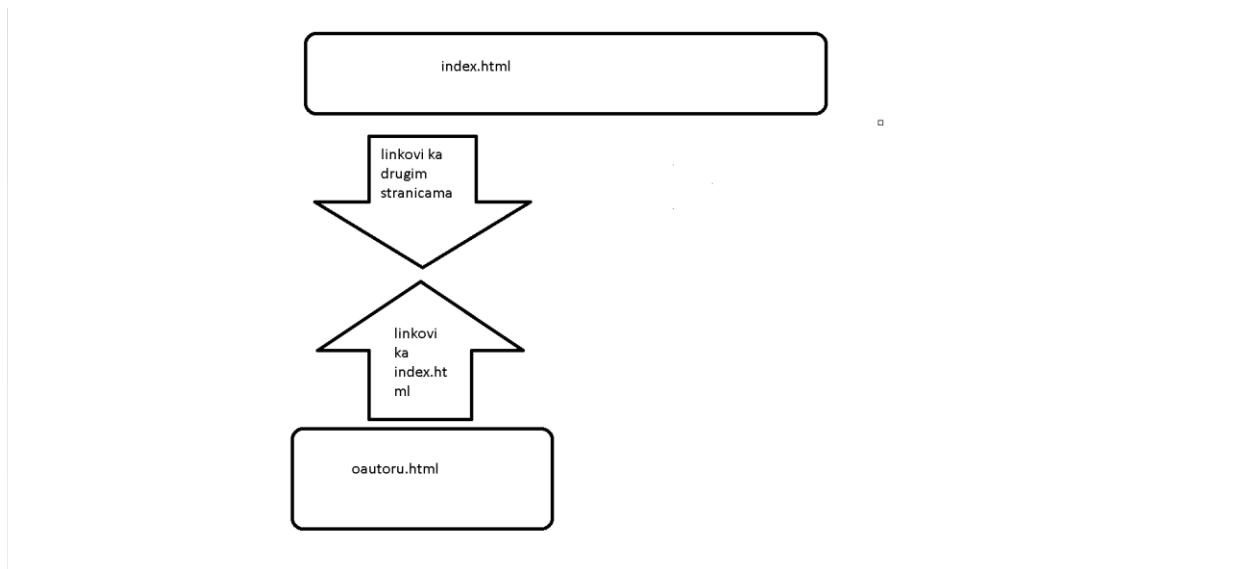 index.html
linkovi ka
drugim
stranicama
linkovi
ka
index.ht
ml
oautoru.html